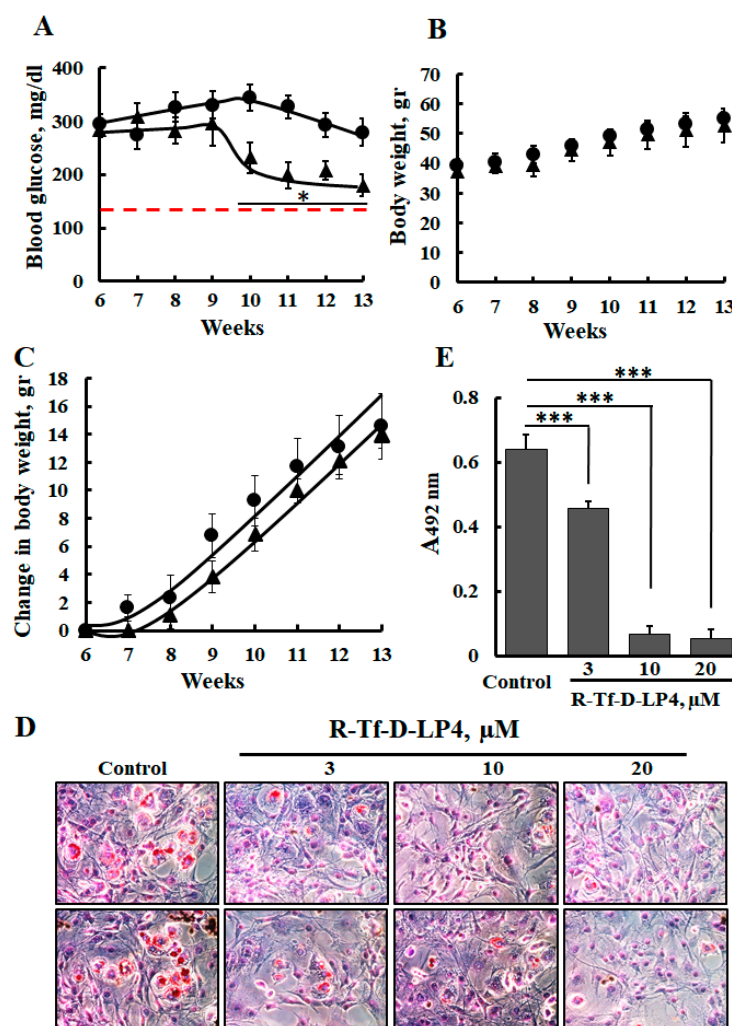 A
Blood glucose, mg/dl
400
300
200
100
0
*
6 7 8 9 10 11 12 13
Weeks
B
Body weight, gr
70
60
50
40
30
20
10
0
6 7 8 9 10 11 12 13
Weeks
C
Change in body weight, gr
18
16
14
12
10
8
6
4
2
0
6 7 8 9 10 11 12 13
Weeks
E
A492 nm
0.8
0.6
0.4
0.2
0
***
***
***
Control
3 10 20
R-Tf-D-LP4, μM
D
R-Tf-D-LP4, μM
Control 3 10 20